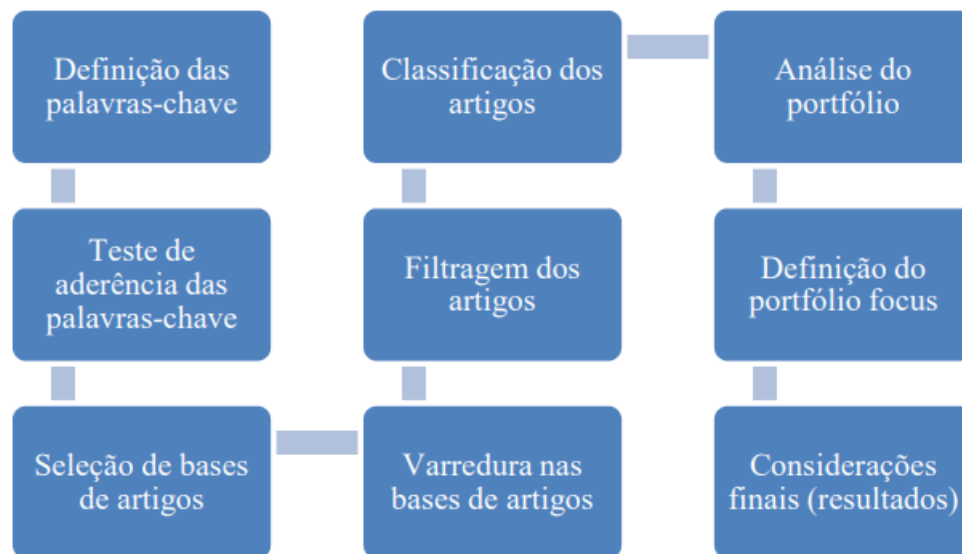 Definição das
palavras-chave
Teste de
aderência das
palavras-chave
Seleção de bases
de artigos
Varredura nas
bases de artigos
Filtragem dos
artigos
Classificação dos
artigos
Análise do
portfólio
Definição do
portfólio focus
Considerações
finais (resultados)